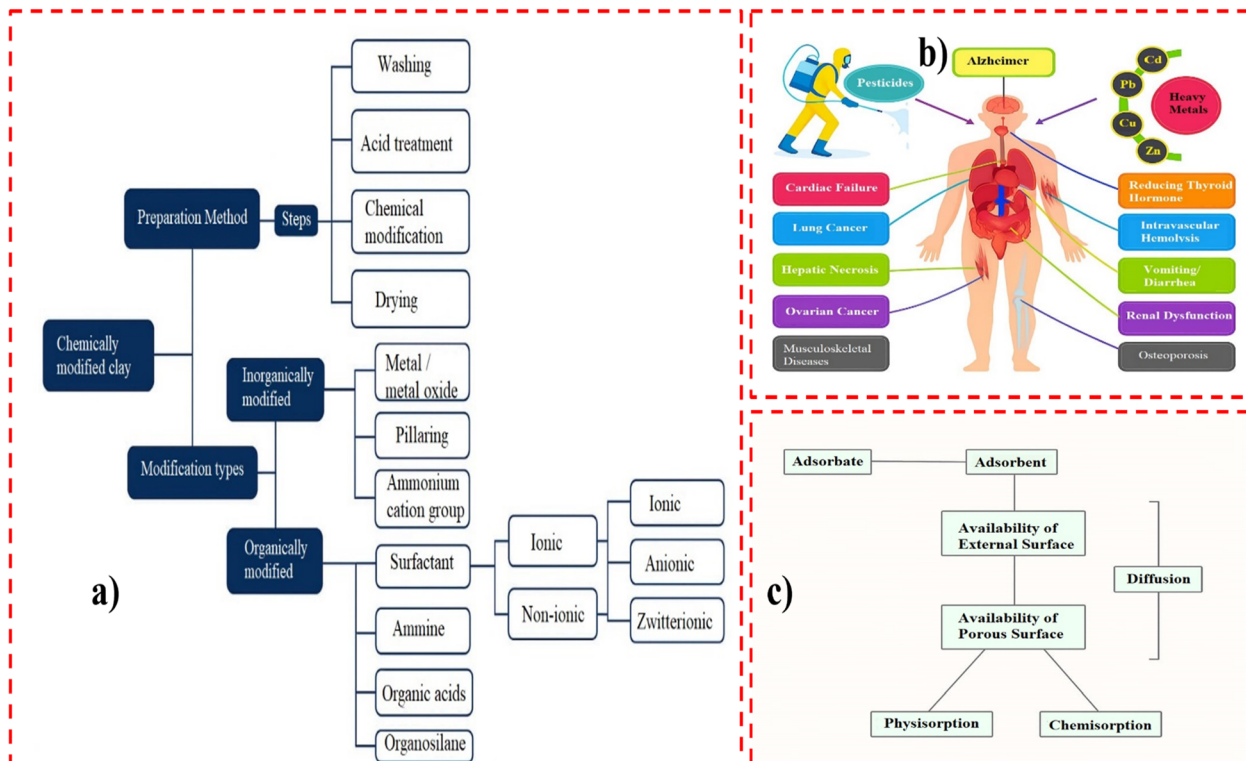 a)
Chemically
modified clay
Preparation Method
Steps
Washing
Acid treatment
Chemical
modification
Drying
Modification types
Inorganically
modified
Metal /
metal oxide
Pillaring
Ammonium
cation group
Organically
modified
Surfactant
Ionic
Non-ionic
Ionic
Anionic
Zwitterionic
Ammine
Organic acids
Organosilane
b)
Pesticides
Alzheimer
Cd
Pb
Cu
Zn
Heavy
Metals
Cardiac Failure
Lung Cancer
Hepatic Necrosis
Ovarian Cancer
Musculoskeletal
Diseases
Reducing Thyroid
Hormone
Intravascular
Hemolysis
Vomiting/
Diarrhea
Renal Dysfunction
Osteoporosis
c)
Adsorbate
Adsorbent
Availability of
External Surface
Diffusion
Availability of
Porous Surface
Physisorption
Chemisorption